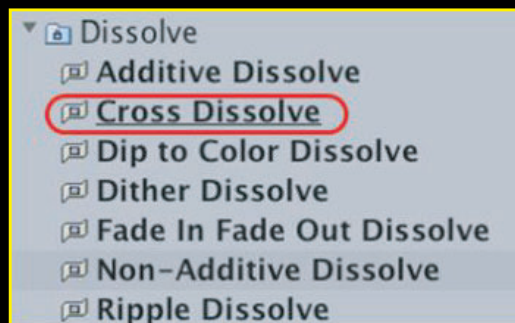 Dissolve
Additive Dissolve
Cross Dissolve
Dip to Color Dissolve
Dither Dissolve
Fade In Fade Out Dissolve
Non-Additive Dissolve
Ripple Dissolve